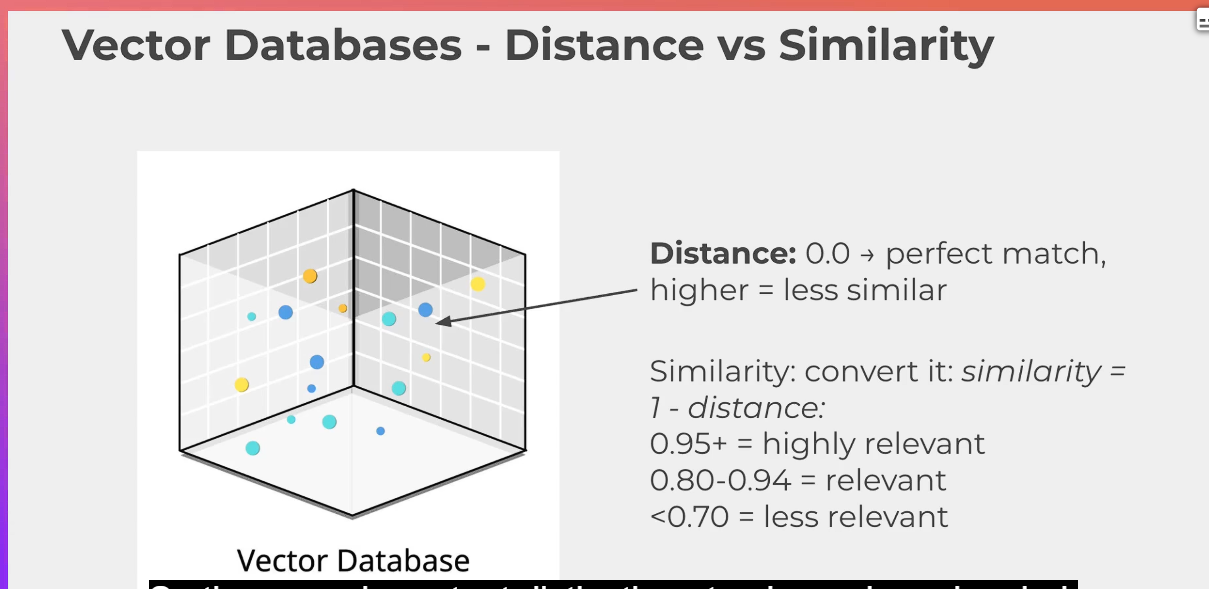 Vector Databases - Distance vs Similarity
Distance: 0.0 → perfect match,
higher = less similar
Similarity: convert it: similarity =
1 - distance:
0.95+ = highly relevant
0.80-0.94 = relevant
<0.70 = less relevant
Vector Database